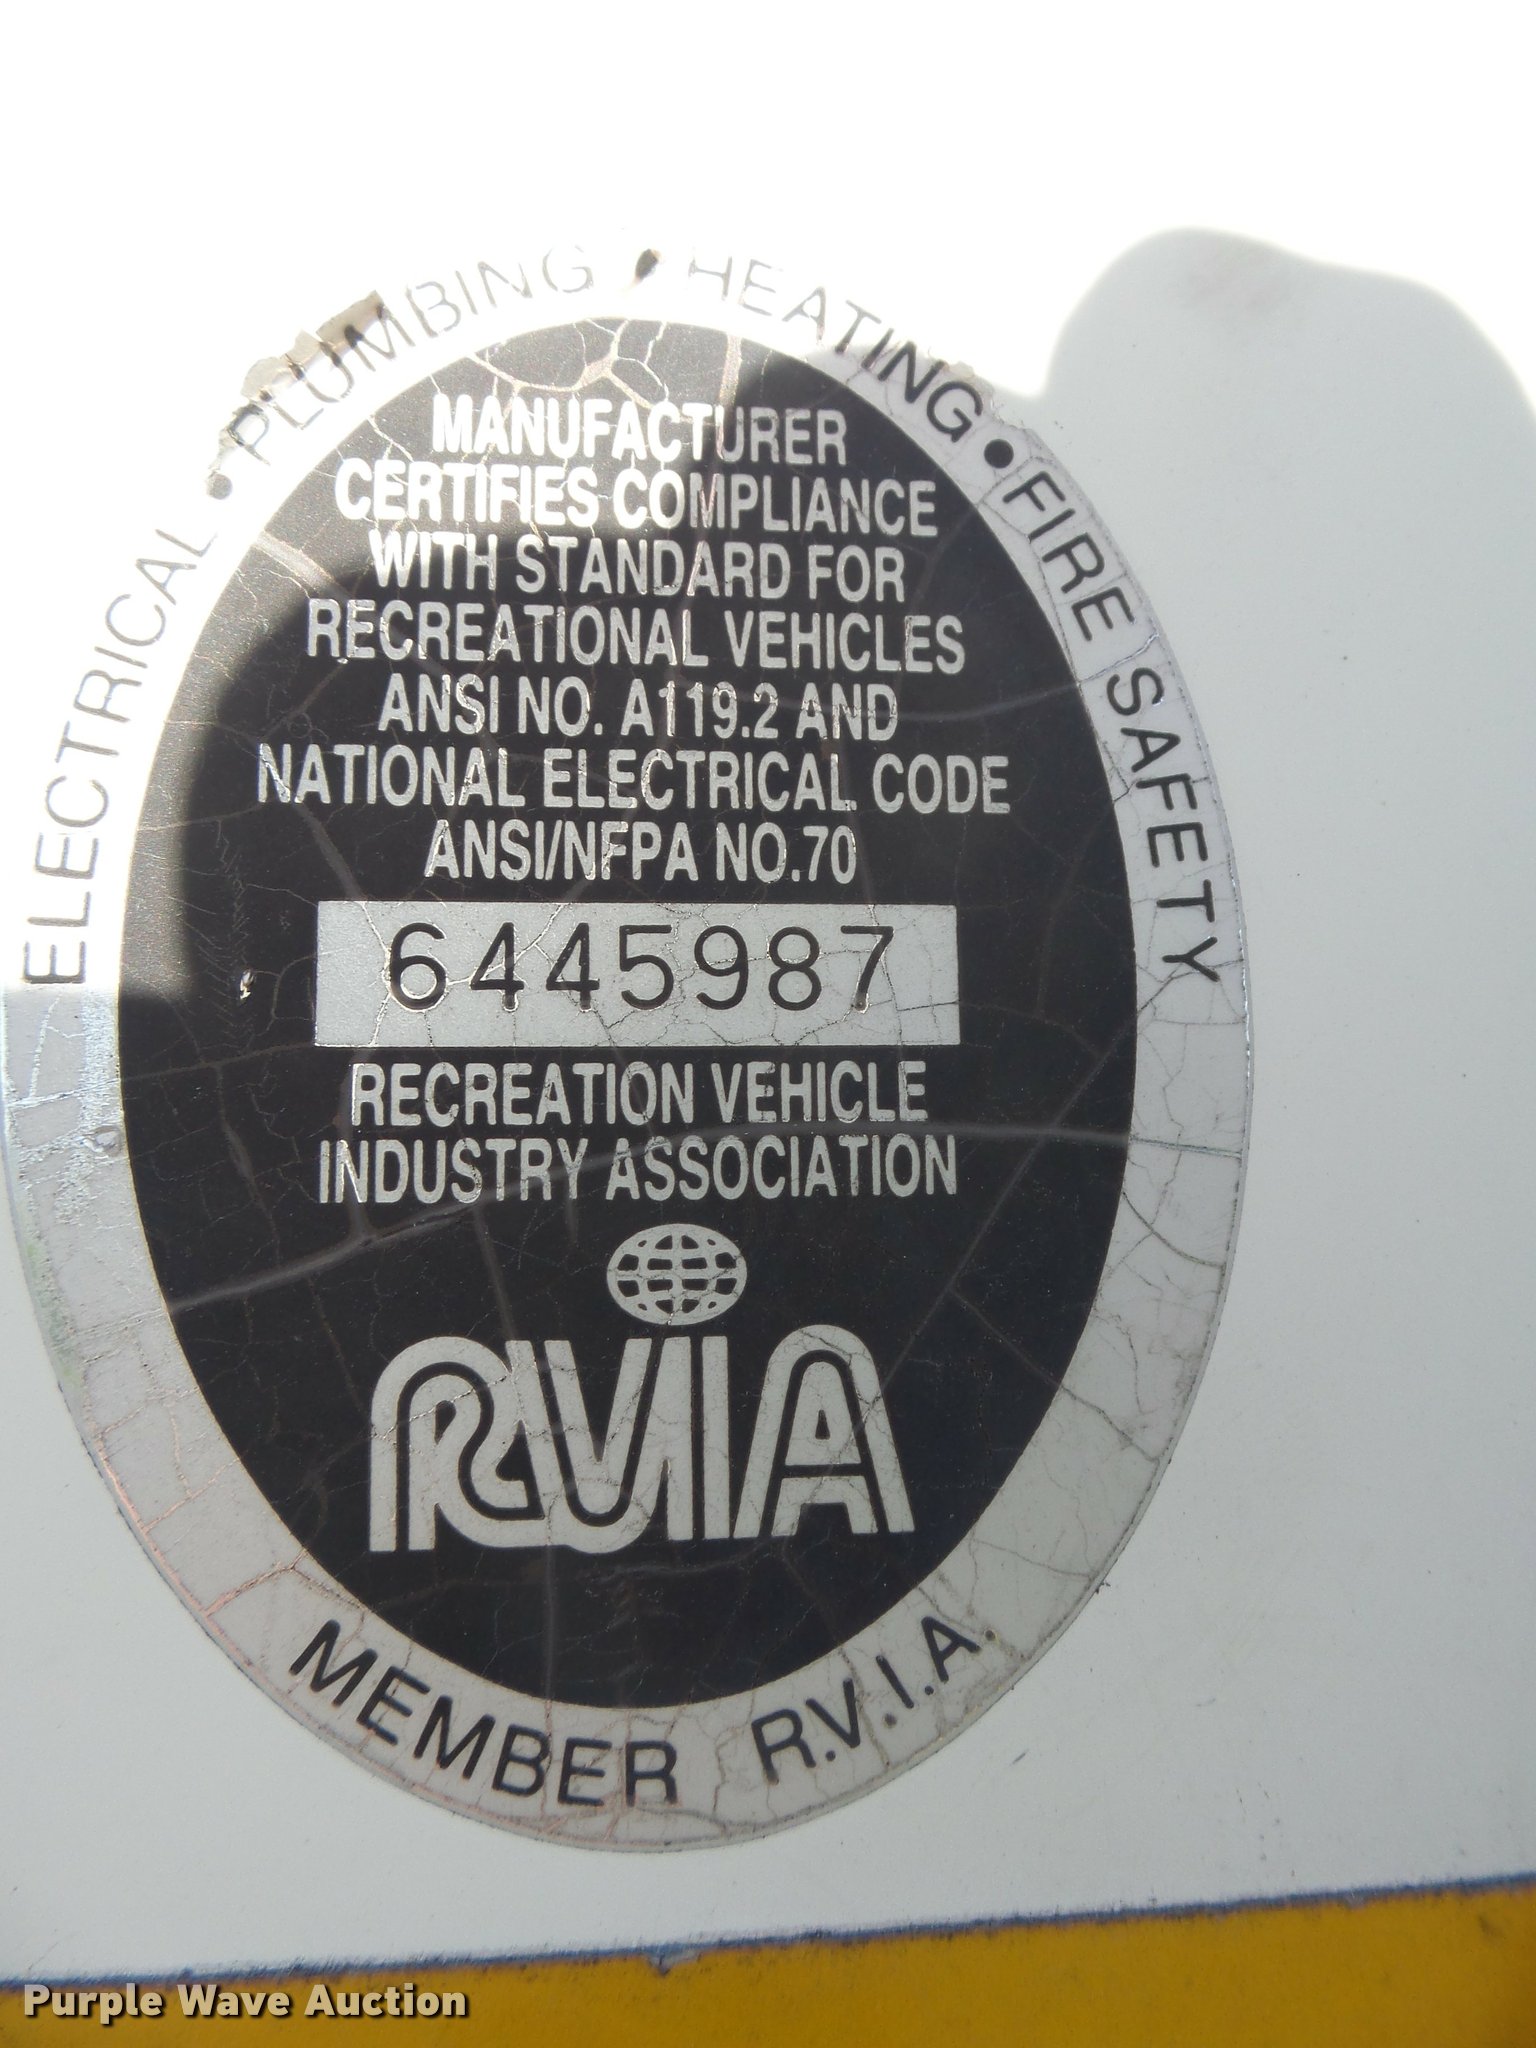 ELECTRICAL • PLUMBING • HEATING • FIRE SAFETY
MANUFACTURER
CERTIFIES COMPLIANCE
WITH STANDARD FOR
RECREATIONAL VEHICLES
ANSI NO. A119.2 AND
NATIONAL ELECTRICAL CODE
ANSI/NFPA NO.70
6445987
RECREATION VEHICLE
INDUSTRY ASSOCIATION
RVIA
MEMBER R.V.I.A.
Purple Wave Auction